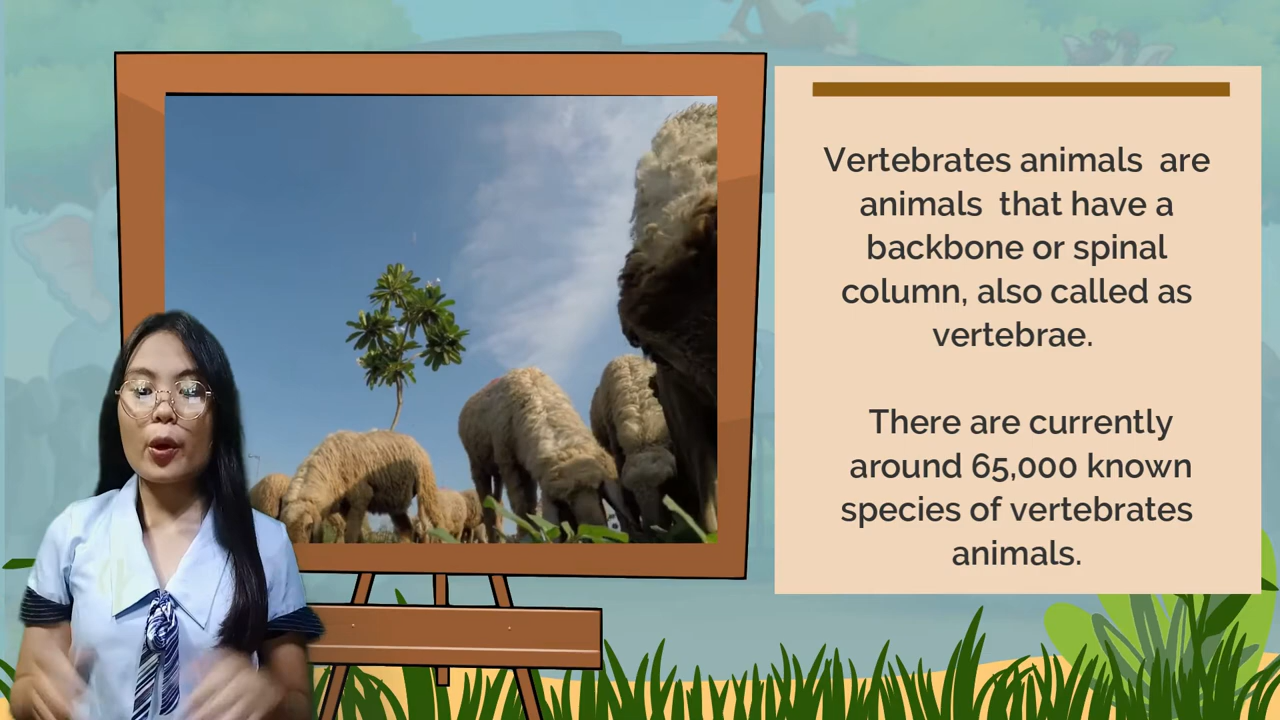 Vertebrates animals  are
animals  that have a
backbone or spinal
column, also called as
vertebrae.
There are currently
around 65,000 known
species of vertebrates
animals.